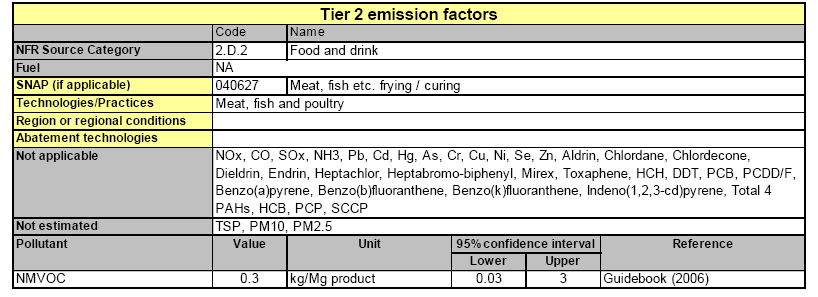 Tier 2 emission factors
Code Name
NFR Source Category 2.D.2 Food and drink
Fuel NA
SNAP (if applicable) 040627 Meat, fish etc. frying / curing
Technologies/Practices Meat, fish and poultry
Region or regional conditions
Abatement technologies
Not applicable NOx, CO, SOx, NH3, Pb, Cd, Hg, As, Cr, Cu, Ni, Se, Zn, Aldrin, Chlordane, Chlordecone,
Dieldrin, Endrin, Heptachlor, Heptabromo-biphenyl, Mirex, Toxaphene, HCH, DDT, PCB, PCDD/F,
Benzo(a)pyrene, Benzo(b)fluoranthene, Benzo(k)fluoranthene, Indeno(1,2,3-cd)pyrene, Total 4
PAHs, HCB, PCP, SCCP
Not estimated TSP, PM10, PM2.5
Pollutant Value Unit 95% confidence interval Reference
Lower Upper
NMVOC 0.3 kg/Mg product 0.03 3 Guidebook (2006)